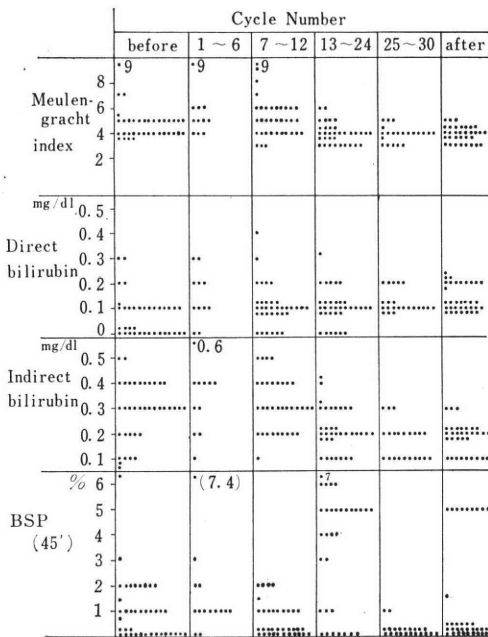 Cycle Number
before 1～6 7～12 13～24 25～30 after
9 9 9
8
Meulen- 6
gracht
index 4
2
mg/dl 0.5
0.4
Direct 0.3
bilirubin 0.2
0.1
0
mg/dl 0.6
0.5
Indirect 0.4
bilirubin 0.3
0.2
0.1
% (7.4) 7
6
BSP 5
(45′) 4
3
2
1